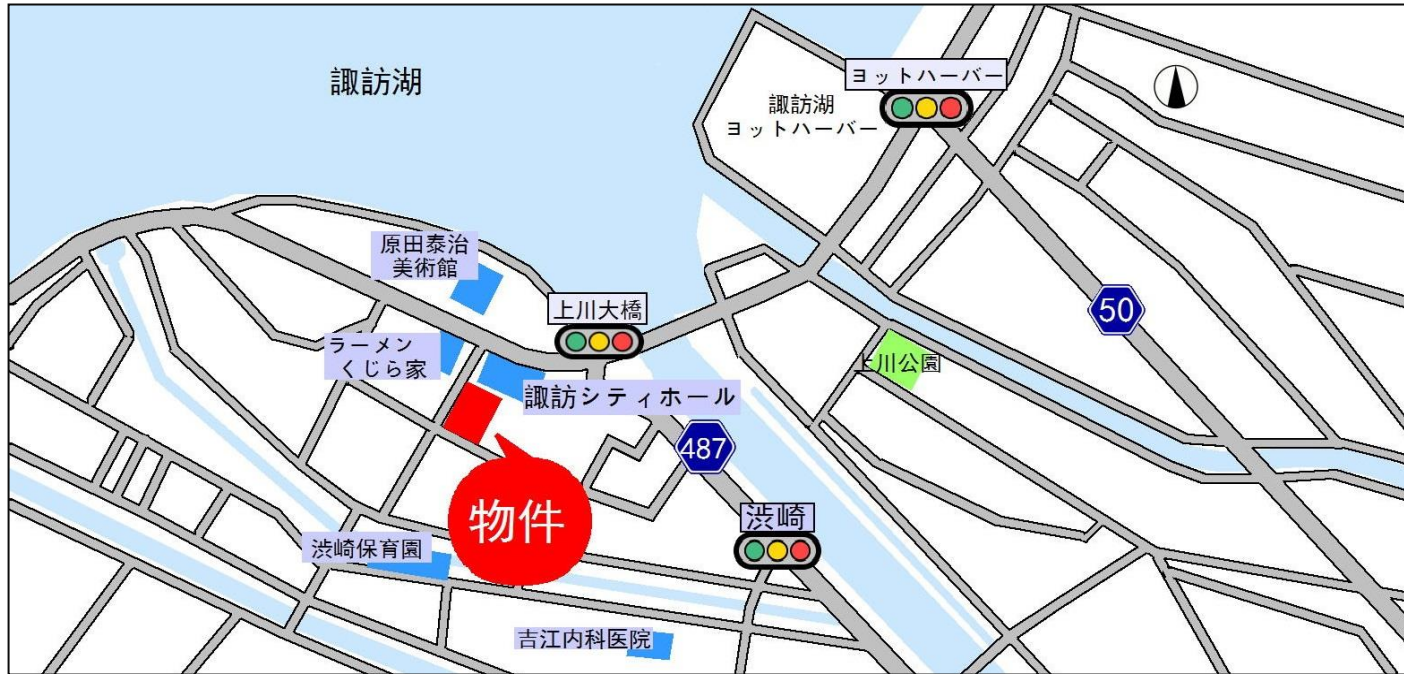 諏訪湖
ヨットハーバー
諏訪湖
ヨットハーバー
原田泰治
美術館
上川大橋
50
ラーメン
くじら家
上川公園
諏訪シティホール
487
物件
渋崎
渋崎保育園
吉江内科医院